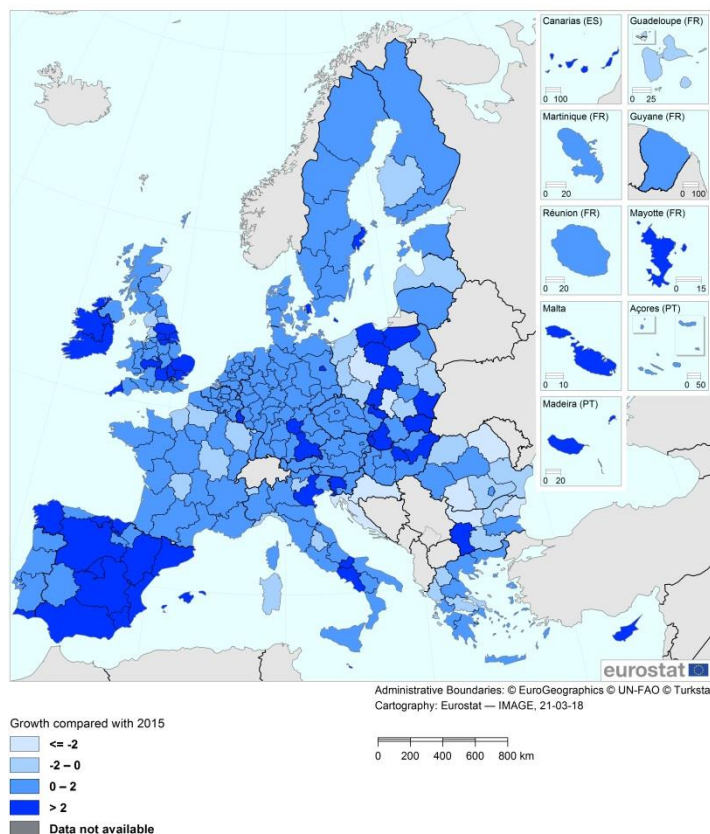 Canarias (ES)
0 100
Guadeloupe (FR)
0 25
Martinique (FR)
0 20
Guyane (FR)
0 100
Réunion (FR)
0 20
Mayotte (FR)
0 15
Malta
0 10
Açores (PT)
0 50
Madeira (PT)
0 20
eurostat
Administrative Boundaries: © EuroGeographics © UN-FAO © Turksta
Cartography: Eurostat — IMAGE, 21-03-18
Growth compared with 2015
<= -2
-2 – 0
0 – 2
> 2
Data not available
0 200 400 600 800 km